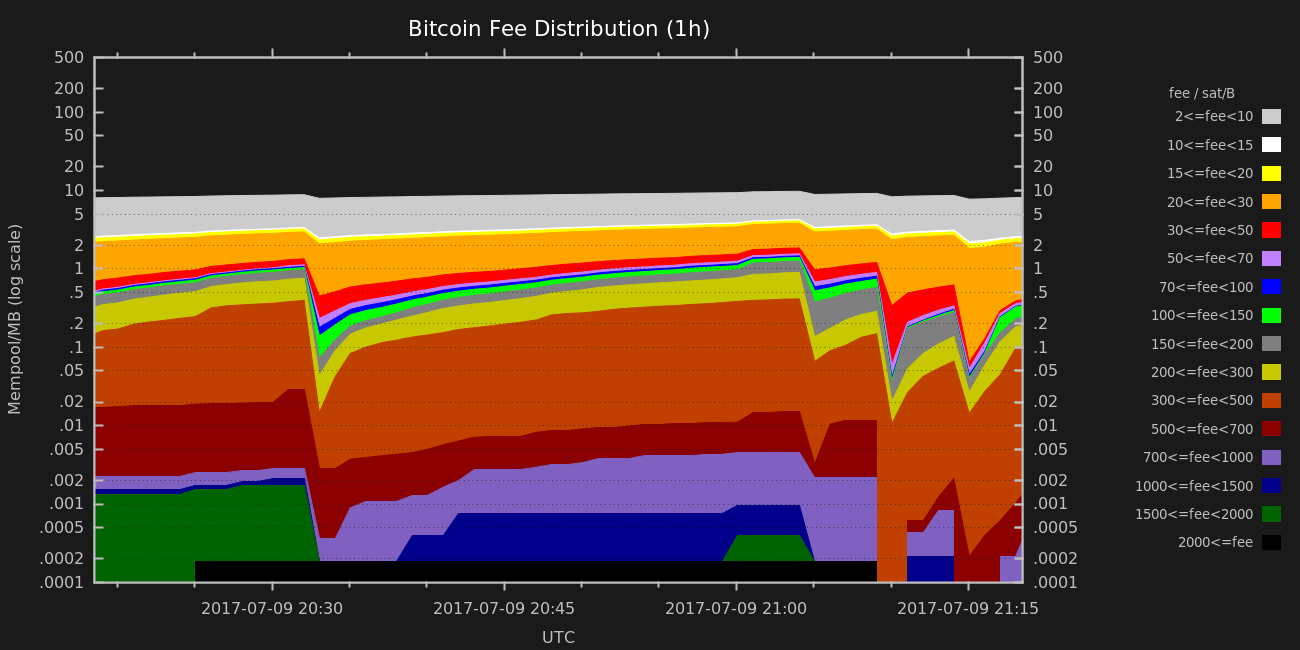 Bitcoin Fee Distribution (1h)
Mempool/MB (log scale)
500
200
100
50
20
10
5
2
1
.5
.2
.1
.05
.02
.01
.005
.002
.001
.0005
.0002
.0001
500
200
100
50
20
10
5
2
1
.5
.2
.1
.05
.02
.01
.005
.002
.001
.0005
.0002
.0001
2017-07-09 20:30
2017-07-09 20:45
2017-07-09 21:00
2017-07-09 21:15
UTC
fee / sat/B
2<=fee<10
10<=fee<15
15<=fee<20
20<=fee<30
30<=fee<50
50<=fee<70
70<=fee<100
100<=fee<150
150<=fee<200
200<=fee<300
300<=fee<500
500<=fee<700
700<=fee<1000
1000<=fee<1500
1500<=fee<2000
2000<=fee